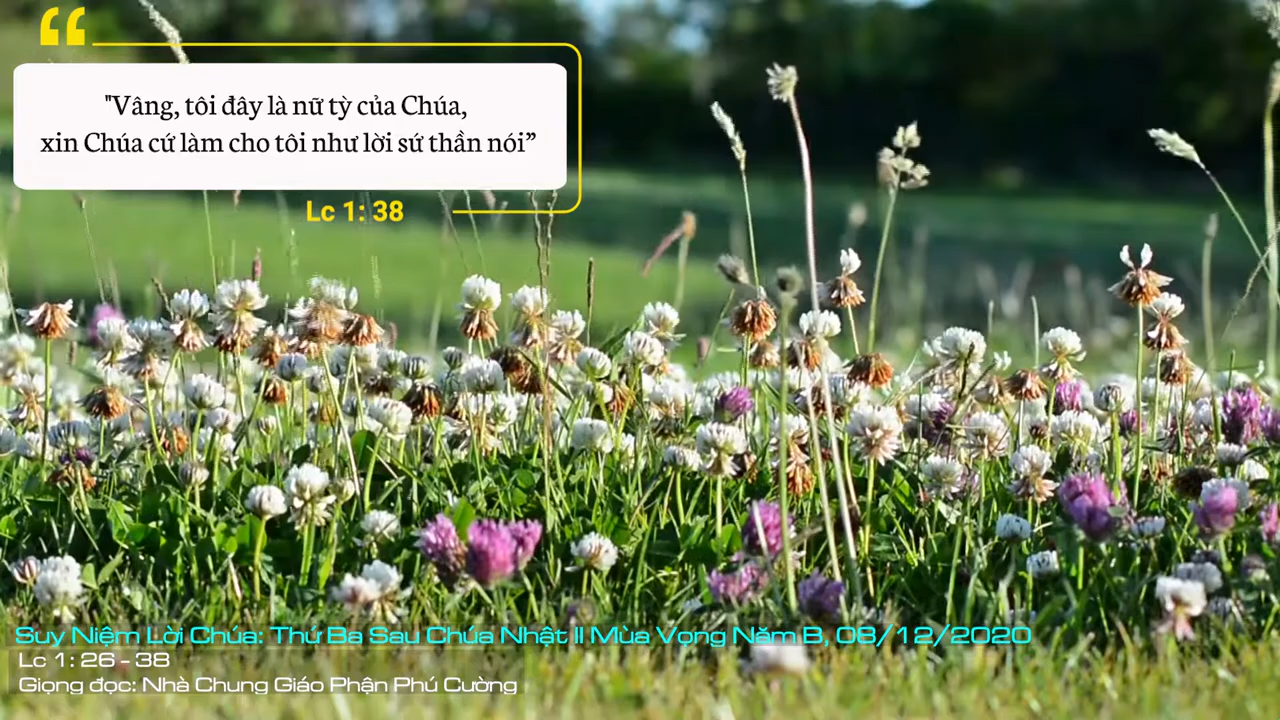 "Vâng, tôi đây là nữ tỳ của Chúa,
xin Chúa cứ làm cho tôi như lời sứ thần nói”
Lc 1: 38
Suy Niệm Lời Chúa: Thứ Ba Sau Chúa Nhật II Mùa Vọng Năm B, 08/12/2020
Lc 1: 26 - 38
Giọng đọc: Nhà Chung Giáo Phận Phú Cường